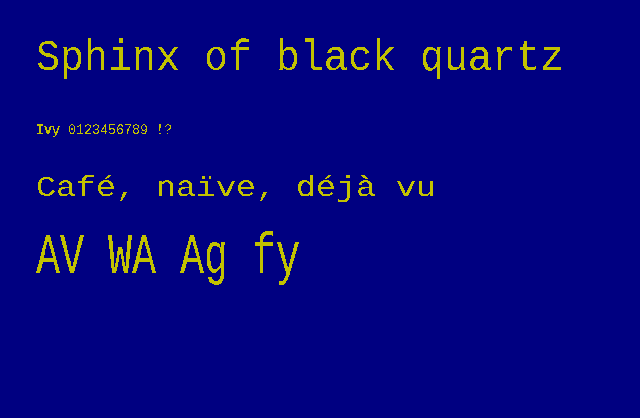 Sphinx of black quartz
Ivy 0123456789 !?
Café, naïve, déjà vu
AV WA Ag fy